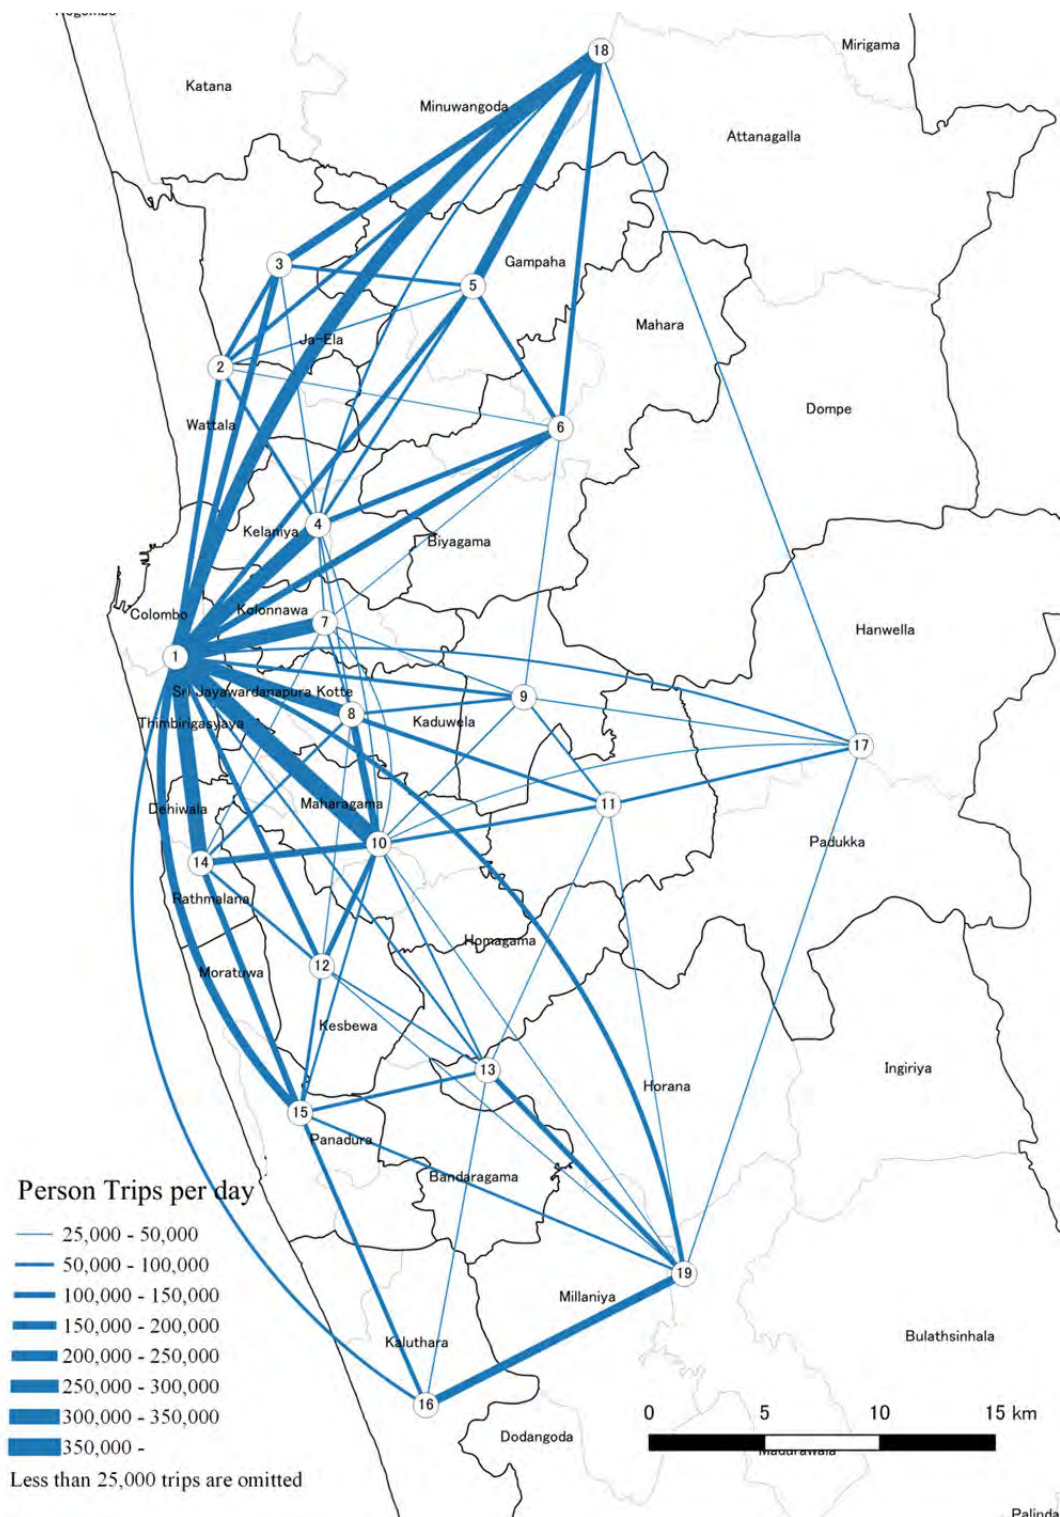 Katana
Mirigama
Minuwangoda
Attanagalla
18
3
Gampaha
5
Mahara
Ja-Ela
2
Dompe
Wattala
6
4
Kelaniya
Biyagama
Colombo
Kolonnawa
7
Hanwella
1
Sri Jayawardanapura Kotte
9
8
Thimbirigasyaya
Kaduwela
17
Dehiwala
Maharagama
11
10
Padukka
14
Rathmalana
Homagama
12
Moratuwa
Kesbewa
13
Horana
Ingiriya
15
Panadura
Bandaragama
Person Trips per day
25,000 - 50,000
50,000 - 100,000
100,000 - 150,000
150,000 - 200,000
200,000 - 250,000
250,000 - 300,000
300,000 - 350,000
350,000 -
Less than 25,000 trips are omitted
19
Millaniya
Kaluthara
Bulathsinhala
16
0 5 10 15 km
Dodangoda
Palinda